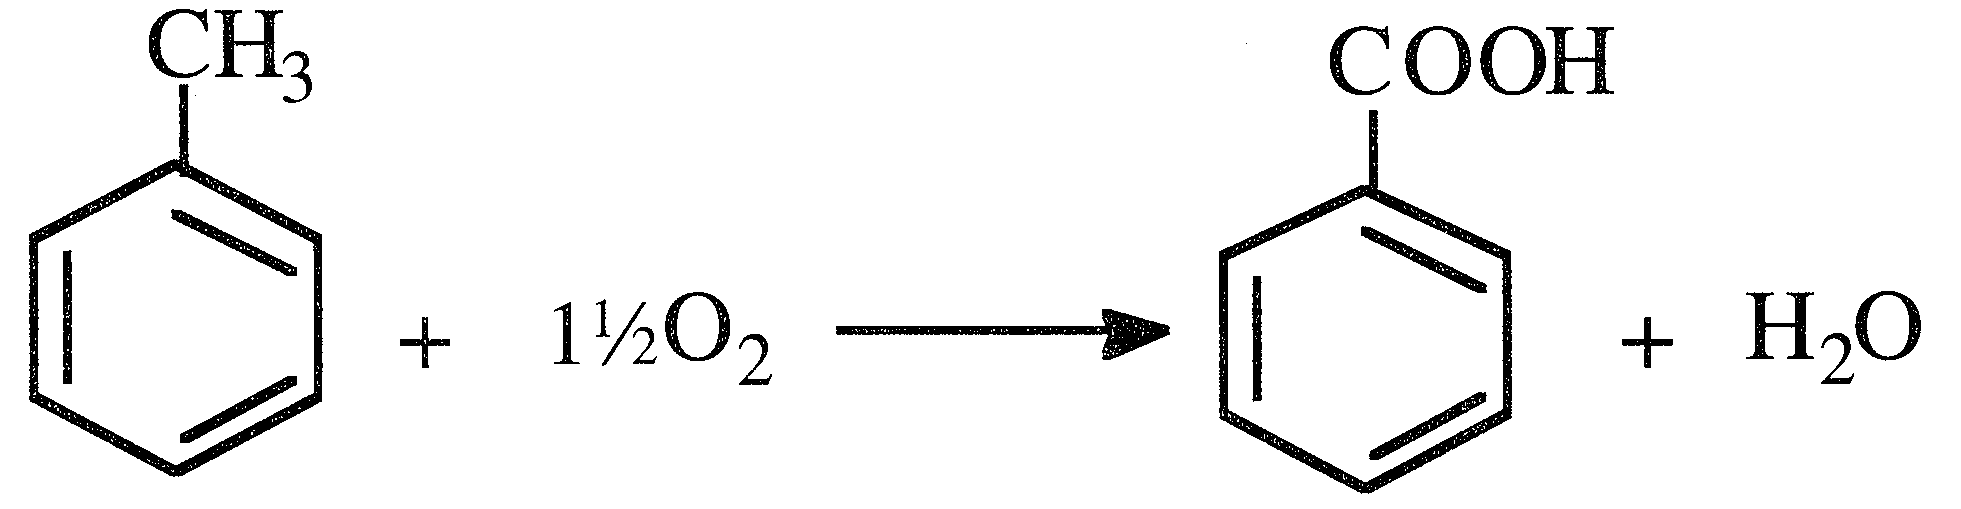 CH₃ COOH
+ 1½O₂ + H₂O